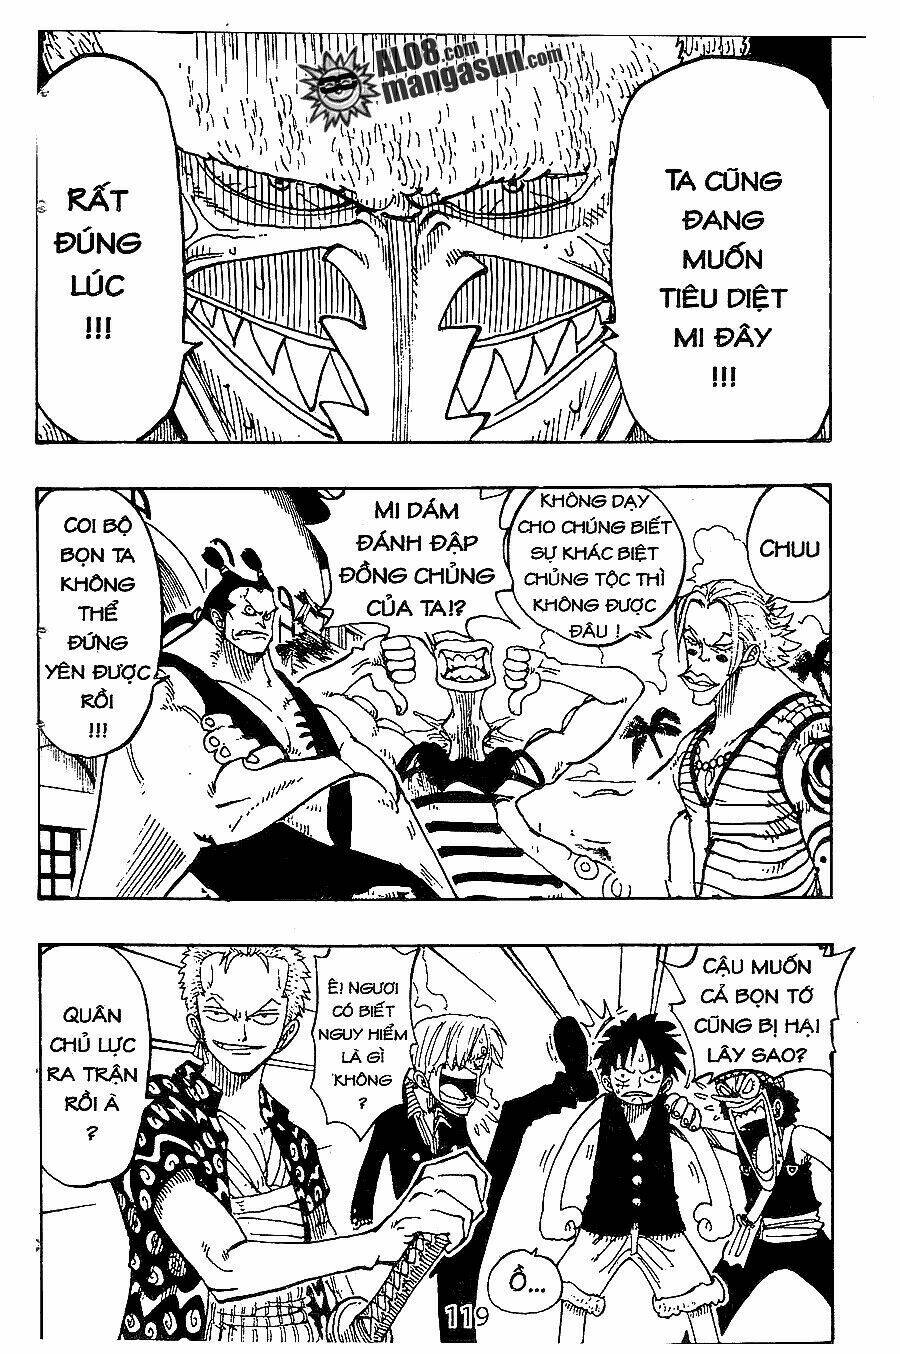 AL08.com
mangasun.com
TA CŨNG
ĐANG
MUỐN
TIÊU DIỆT
MI ĐÂY
!!!
RẤT
ĐÚNG
LÚC
!!!
CHUU
KHÔNG DẠY
CHO CHÚNG BIẾT
SỰ KHÁC BIỆT
CHỦNG TỘC THÌ
KHÔNG ĐƯỢC
ĐÂU !
MI DÁM
ĐÁNH ĐẬP
ĐỒNG CHỦNG
CỦA TA!?
COI BỘ
BỌN TA
KHÔNG
THỂ
ĐỨNG
YÊN ĐƯỢC
RỒI
!!!
CẬU MUỐN
CẢ BỌN TỚ
CŨNG BỊ HẠI
LÂY SAO?
Ê! NGƯƠI
CÓ BIẾT
NGUY HIỂM
LÀ GÌ
KHÔNG
?
QUÂN
CHỦ LỰC
RA TRẬN
RỒI À
?
Ồ...
119